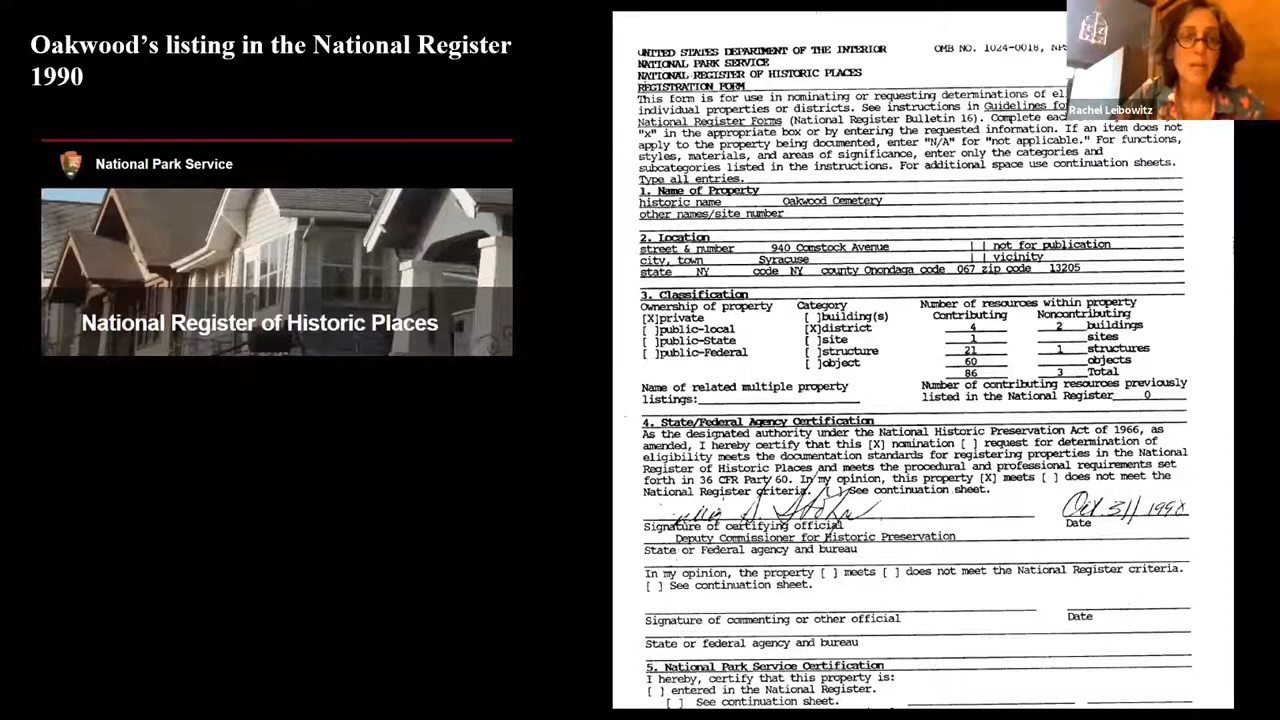 Oakwood's listing in the National Register
1990
National Park Service
National Register of Historic Places
UNITED STATES DEPARTMENT OF THE INTERIOR
OMB NO. 1024-0018,
NATIONAL PARK SERVICE
NATIONAL REGISTER OF HISTORIC PLACES
REGISTRATION FORM
Rachel Leibowitz
This form is for use in nominating or requesting determinations of
individual properties or districts. See instructions in Guidelines
National Register Forms (National Register Bulletin 16). Complete
"x" in the appropriate box or by entering the requested information. If an item does not
apply to the property being documented, enter "N/A" for "not applicable." For functions,
styles, materials, and areas of significance, enter only the categories and
subcategories listed in the instructions. For additional space use continuation sheets.
Type all entries.
1. Name of Property
historic name Oakwood Cemetery
other names/site number
2. Location
street & number 940 Comstock Avenue | | not for publication
city, town Syracuse | | vicinity
state NY code NY county Onondaga code 067 zip code 13205
3. Classification
Ownership of property Category Number of resources within property
[X]private [ ]building(s) Contributing Noncontributing
[ ]public-local [X]district 4 2 buildings
[ ]public-State [ ]site 1 sites
[ ]public-Federal [ ]structure 21 1 structures
[ ]object 60 objects
86 3 Total
Name of related multiple property Number of contributing resources previously
listings: listed in the National Register 0
4. State/Federal Agency Certification
As the designated authority under the National Historic Preservation Act of 1966, as
amended, I hereby certify that this [X] nomination [ ] request for determination of
eligibility meets the documentation standards for registering properties in the National
Register of Historic Places and meets the procedural and professional requirements set
forth in 36 CFR Part 60. In my opinion, this property [X] meets [ ] does not meet the
National Register criteria. [ ] See continuation sheet.
Signature of certifying official Date
Deputy Commissioner for Historic Preservation
State or Federal agency and bureau
In my opinion, the property [ ] meets [ ] does not meet the National Register criteria.
[ ] See continuation sheet.
Signature of commenting or other official Date
State or federal agency and bureau
5. National Park Service Certification
I hereby, certify that this property is:
[ ] entered in the National Register.
[ ] See continuation sheet.